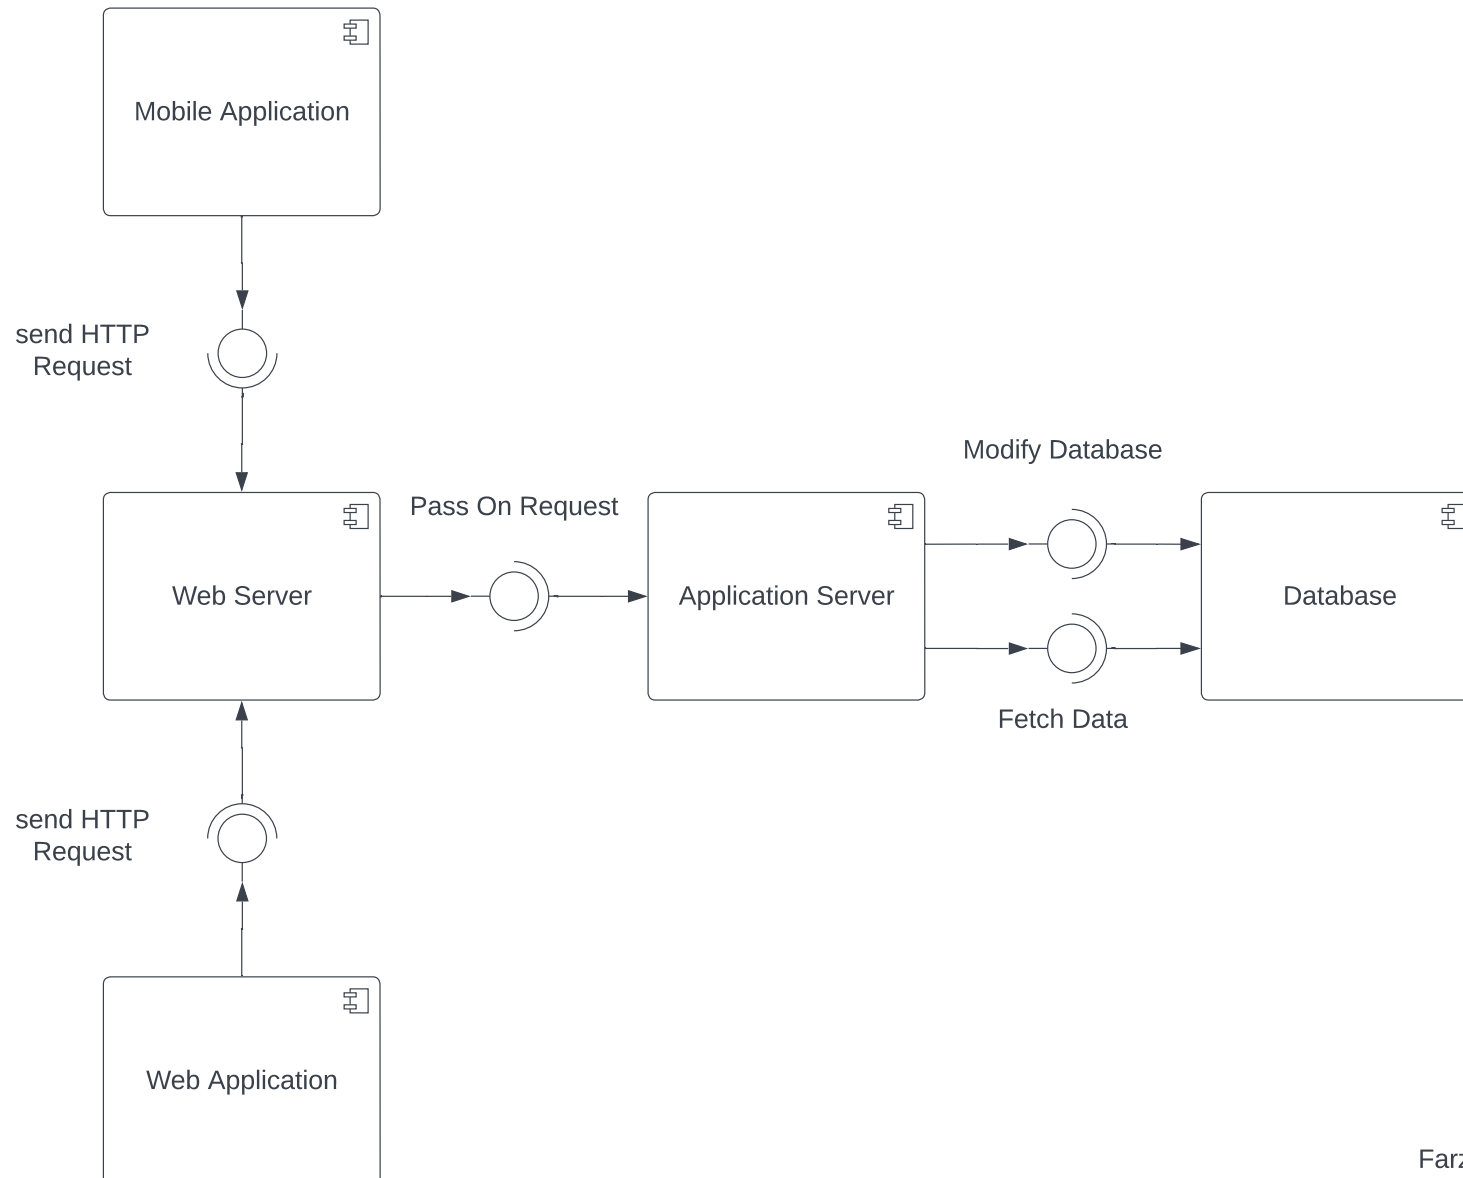 Mobile Application
send HTTP
Request
Modify Database
Pass On Request
Web Server
Application Server
Database
Fetch Data
send HTTP
Request
Web Application